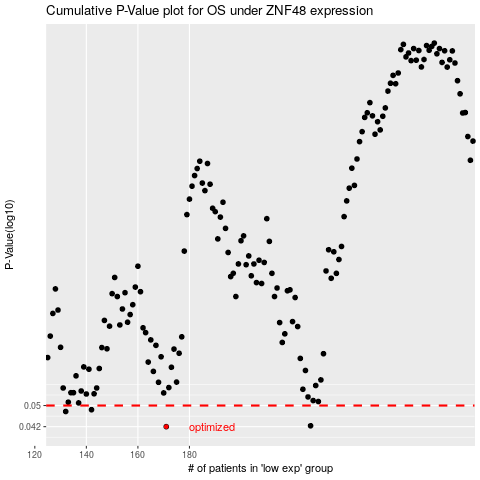 Cumulative P-Value plot for OS under ZNF48 expression
P-Value(log10)
0.05
0.042
optimized
120 140 160 180
# of patients in 'low exp' group